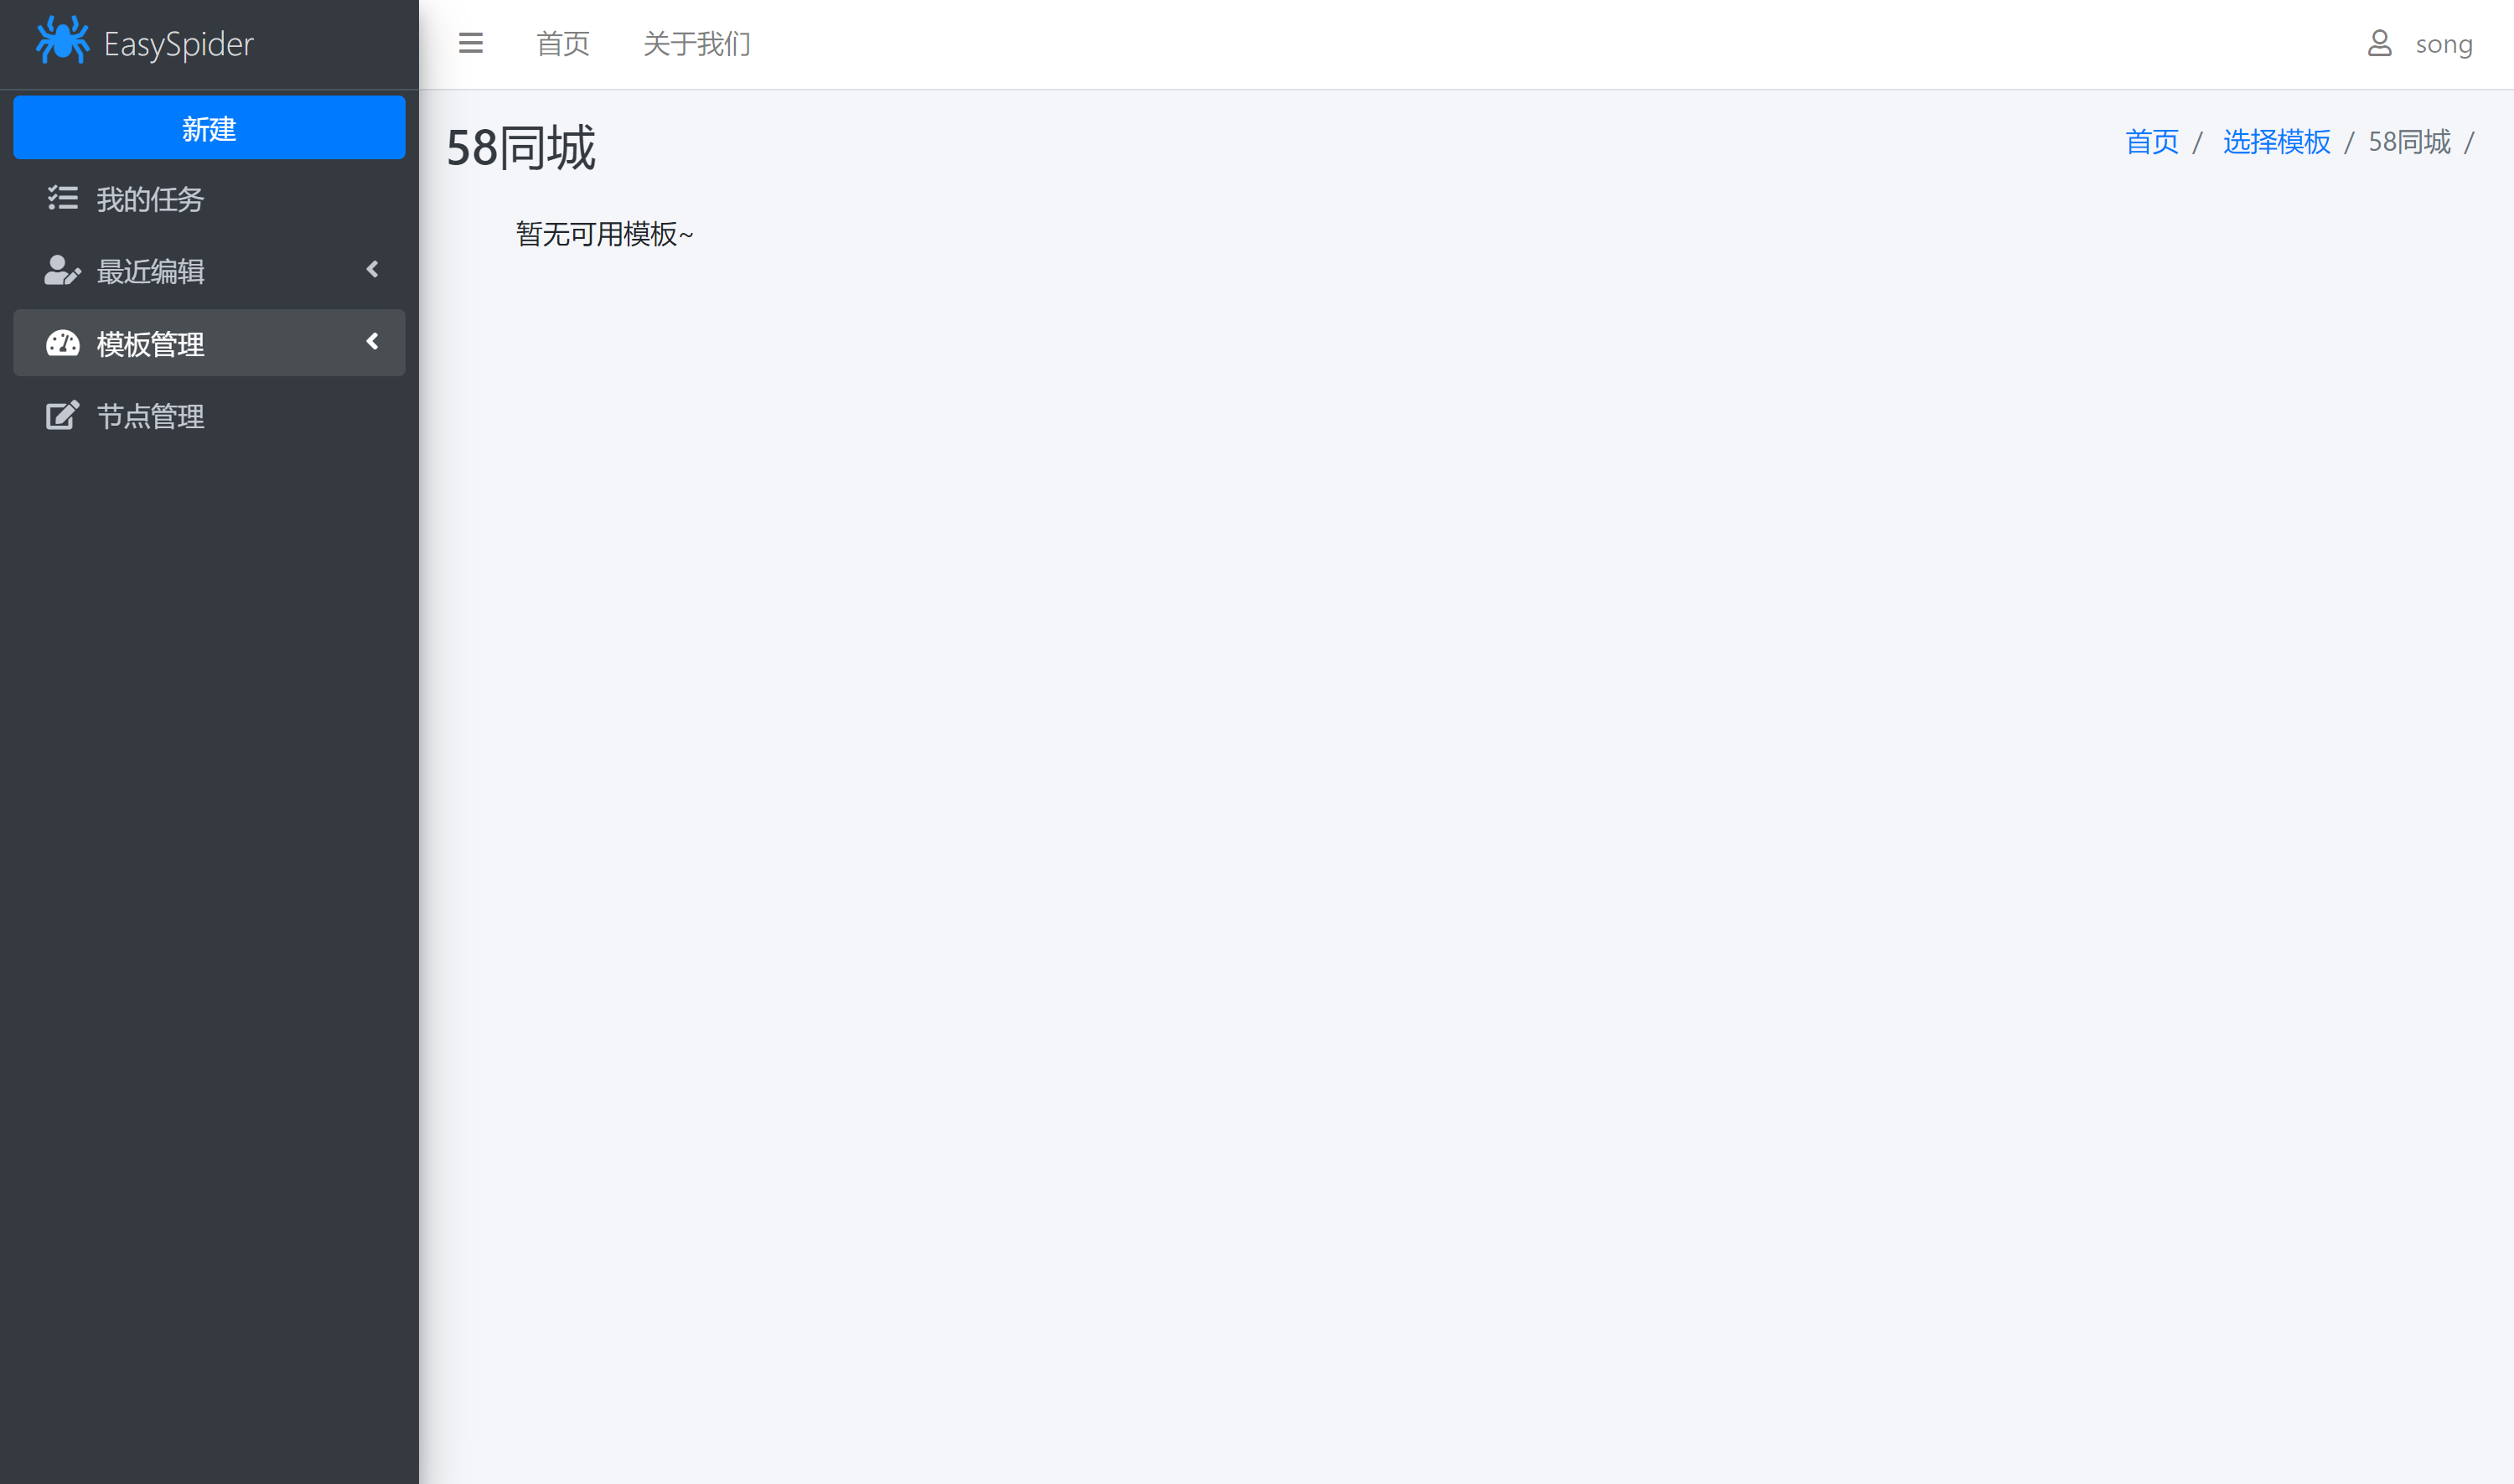 EasySpider
新建
我的任务
最近编辑
模板管理
节点管理
首页 关于我们
song
58同城
首页 / 选择模板 / 58同城 /
暂无可用模板~